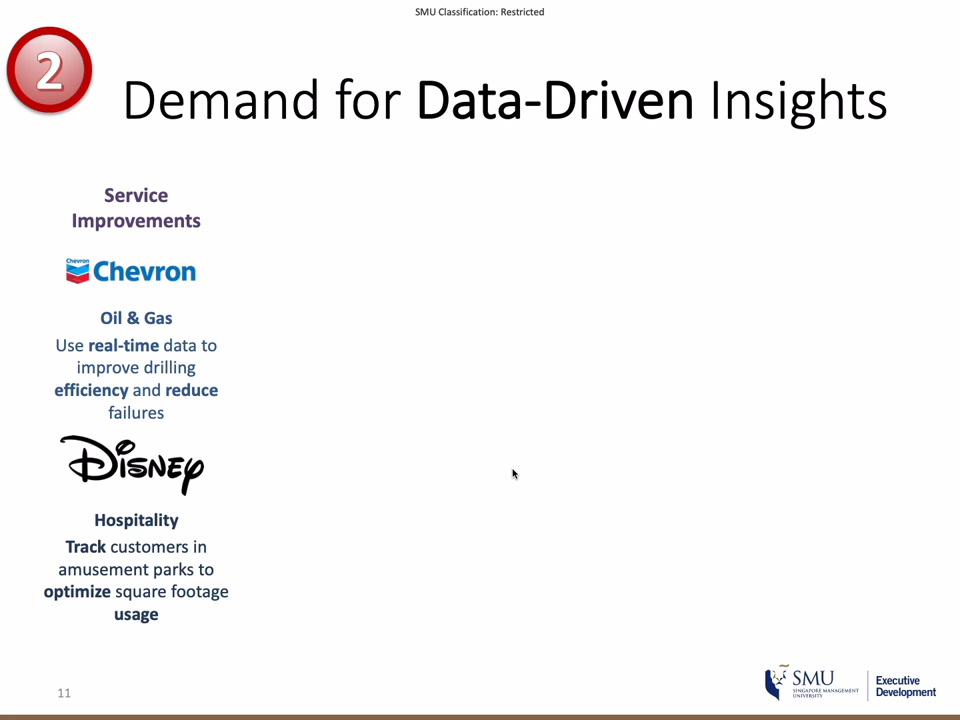 SMU Classification: Restricted
2
Demand for Data-Driven Insights
Service
Improvements
Chevron
Chevron
Oil & Gas
Use real-time data to
improve drilling
efficiency and reduce
failures
Disney
Hospitality
Track customers in
amusement parks to
optimize square footage
usage
11
SMU
SINGAPORE MANAGEMENT
UNIVERSITY
Executive
Development